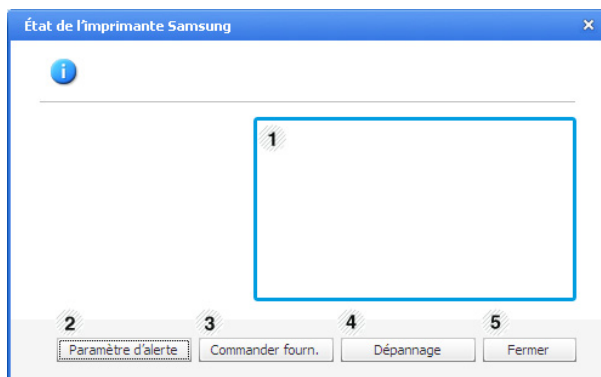 État de l'imprimante Samsung
1
2 3 4 5
Paramètre d'alerte Commander fourn. Dépannage Fermer